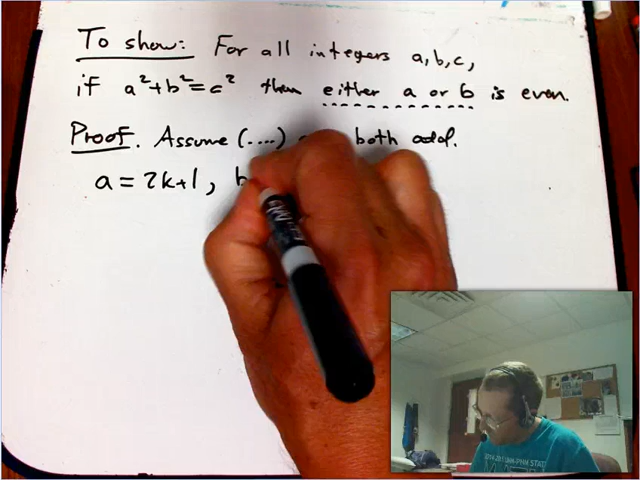 To show: For all integers a, b, c,
if a²+b²=c² then either a or b is even.
Proof. Assume (....) both odd.
a = 2k+1, b
EXPO